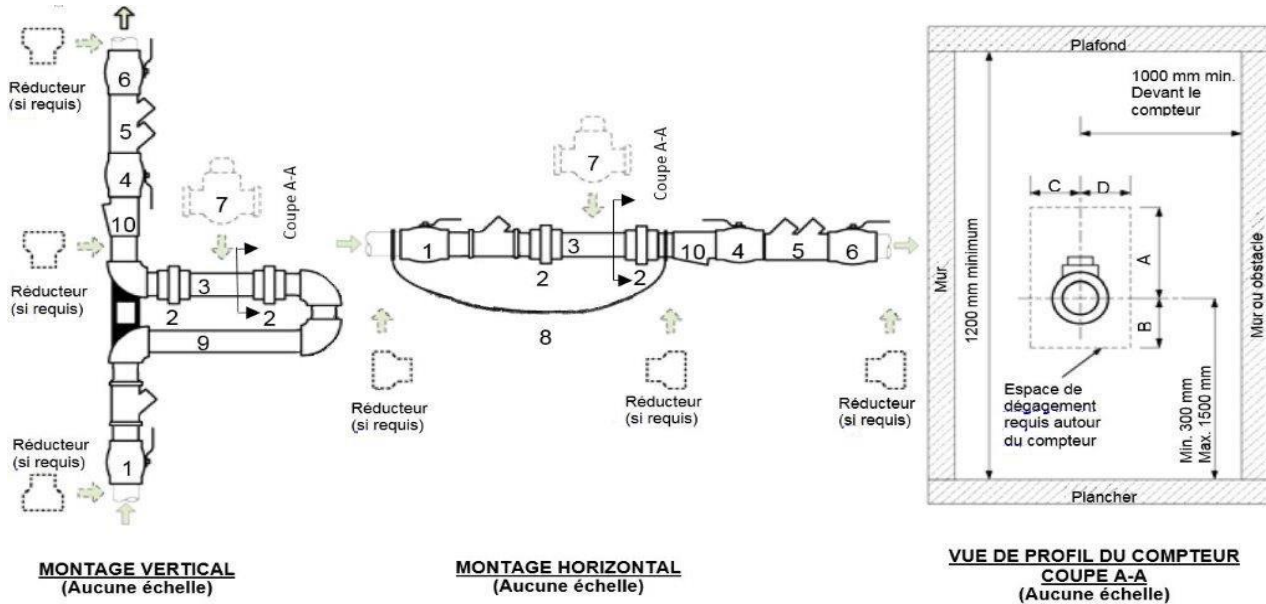 Réducteur
(si requis)
6
5
4
10
7
Coupe A-A
Réducteur
(si requis)
3
2
2
9
Réducteur
(si requis)
1
MONTAGE VERTICAL
(Aucune échelle)
7
Coupe A-A
1
2
3
2
10
4
5
6
8
Réducteur
(si requis)
Réducteur
(si requis)
Réducteur
(si requis)
MONTAGE HORIZONTAL
(Aucune échelle)
Plafond
1000 mm min.
Devant le
compteur
C
D
A
B
Mur
1200 mm minimum
Mur ou obstacle
Espace de
dégagement
requis autour
du compteur
Min. 300 mm
Max. 1500 mm
Plancher
VUE DE PROFIL DU COMPTEUR
COUPE A-A
(Aucune échelle)